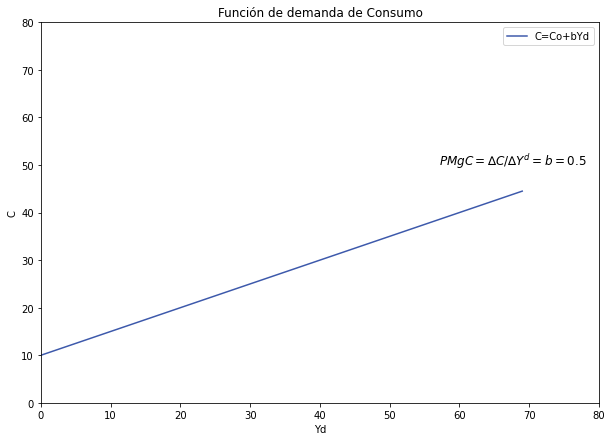 Función de demanda de Consumo
80
70
60
50
40
30
20
10
0
C
C=Co+bYd
PMgC = ΔC/ΔY^d = b = 0.5
0 10 20 30 40 50 60 70 80
Yd